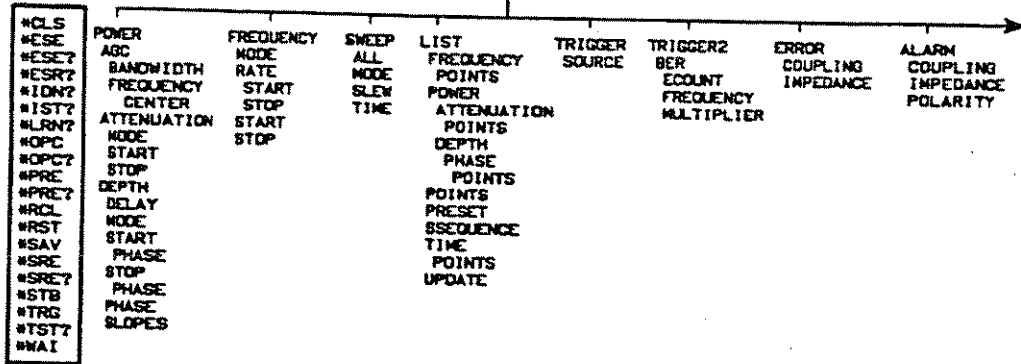 *CLS
*ESE
*ESE?
*ESR?
*IDN?
*IST?
*LRN?
*OPC
*OPC?
*PRE
*PRE?
*RCL
*RST
*SAV
*SRE
*SRE?
*STB
*TRG
*TST?
*WAI
POWER
AGC
BANDWIDTH
FREQUENCY
CENTER
ATTENUATION
MODE
START
STOP
DEPTH
DELAY
MODE
START
PHASE
STOP
PHASE
PHASE
SLOPES
FREQUENCY
MODE
RATE
START
STOP
START
STOP
SWEEP
ALL
MODE
SLEW
TIME
LIST
FREQUENCY
POINTS
POWER
ATTENUATION
POINTS
DEPTH
PHASE
POINTS
POINTS
PRESET
SSEQUENCE
TIME
POINTS
UPDATE
TRIGGER
SOURCE
TRIGGER2
BER
ECOUNT
FREQUENCY
MULTIPLIER
ERROR
COUPLING
IMPEDANCE
ALARM
COUPLING
IMPEDANCE
POLARITY